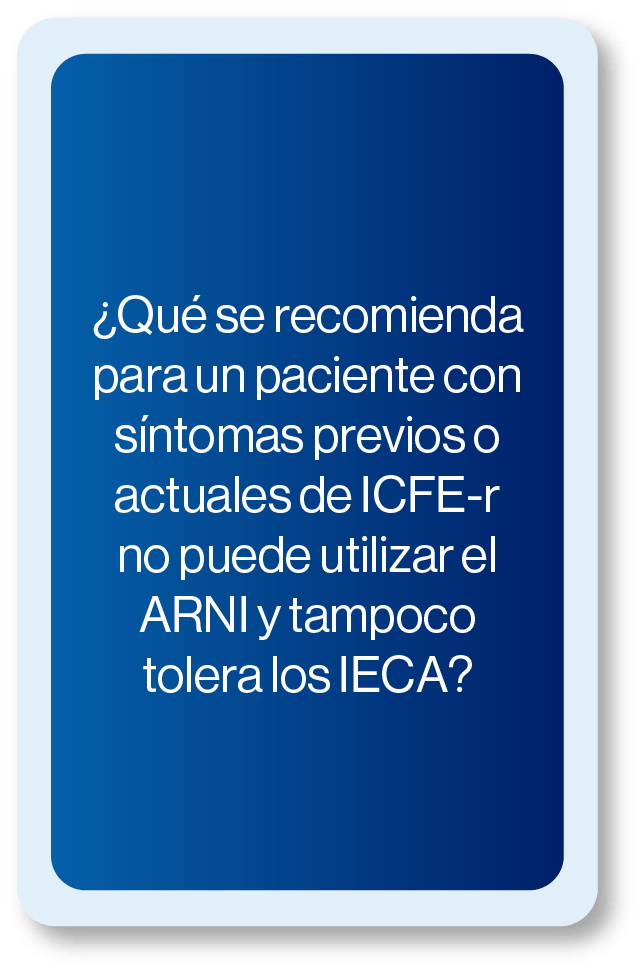 ¿Qué se recomienda
para un paciente con
síntomas previos o
actuales de ICFE-r
no puede utilizar el
ARNI y tampoco
tolera los IECA?